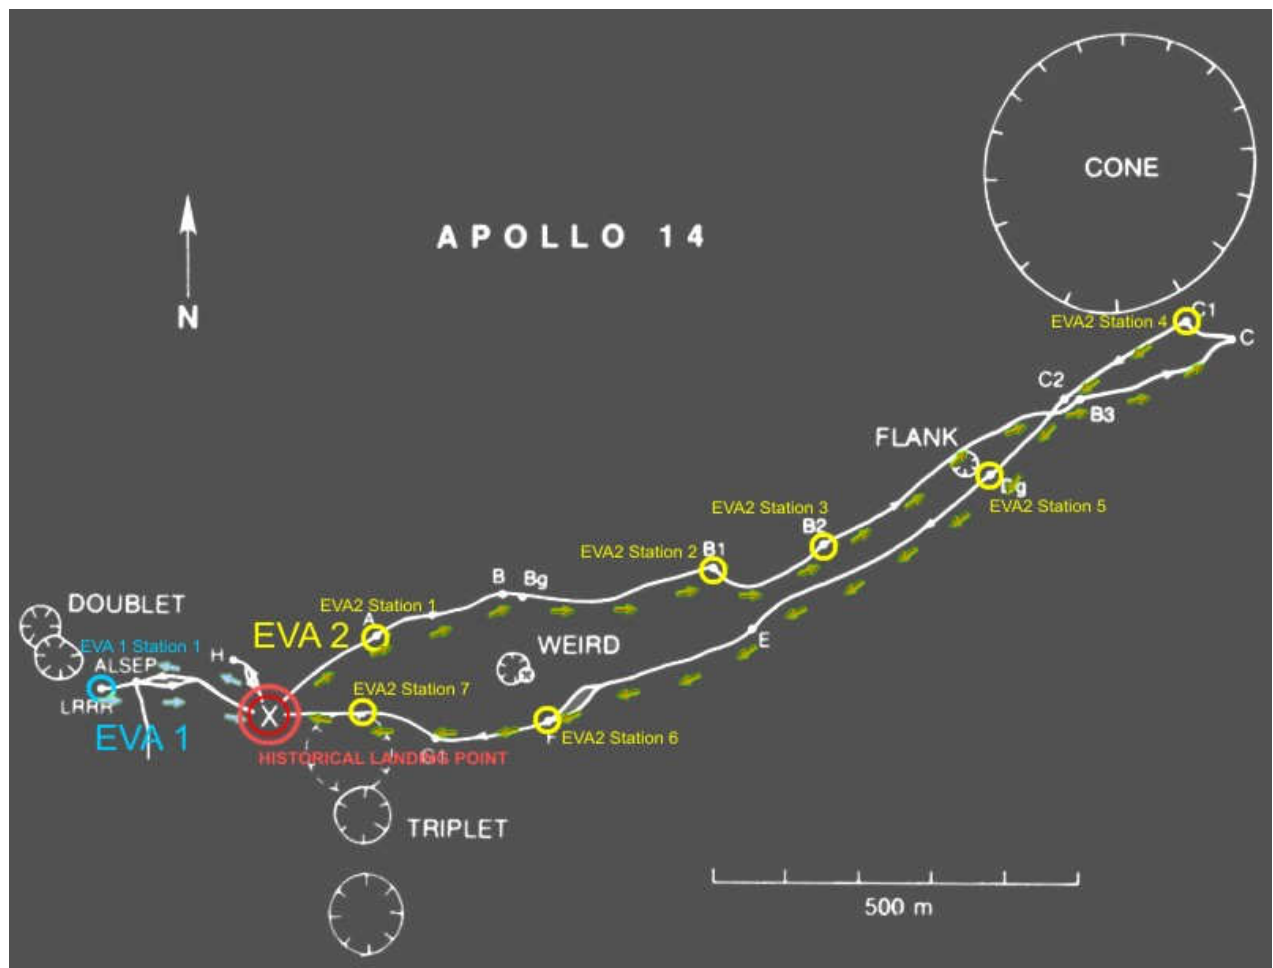 CONE
APOLLO 14
N
C1
EVA2 Station 4
C
C2
B3
FLANK
EVA2 Station 5
EVA2 Station 3
B2
EVA2 Station 2
B1
B
Bg
EVA2 Station 1
A
EVA 2
DOUBLET
EVA 1 Station 1
ALSEP
H
WEIRD
E
LRRR
EVA 1
X
EVA2 Station 7
F
EVA2 Station 6
HISTORICAL LANDING POINT
TRIPLET
500 m